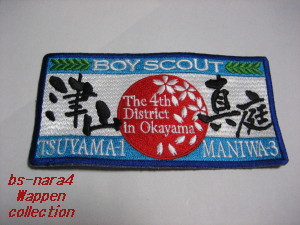 BOY SCOUT
津山
The 4th
District
in Okayama
真庭
TSUYAMA-1
MANIWA-3
bs-nara4
Wappen
collection